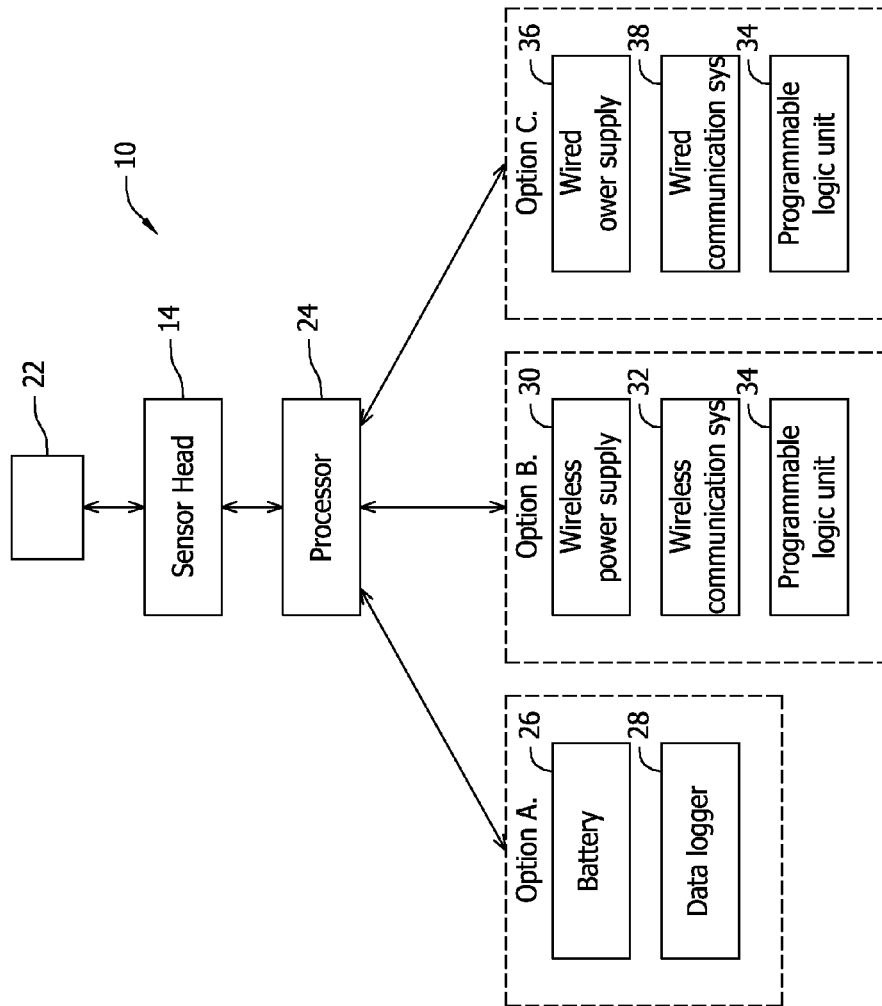 10
22
14
Sensor Head
24
Processor
Option A.
26
Battery
28
Data logger
Option B.
30
Wireless
power supply
32
Wireless
communication sys
34
Programmable
logic unit
Option C.
36
Wired
ower supply
38
Wired
communication sys
34
Programmable
logic unit